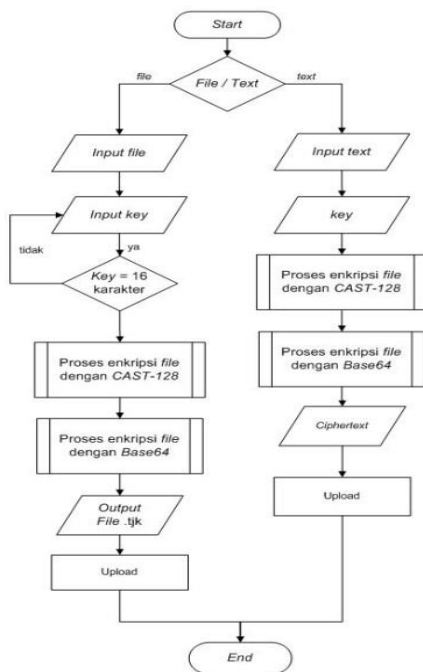 Start
file
File / Text
text
Input file
Input key
tidak
ya
Key = 16
karakter
Proses enkripsi file
dengan CAST-128
Proses enkripsi file
dengan Base64
Output
File .tjk
Upload
Input text
key
Proses enkripsi file
dengan CAST-128
Proses enkripsi file
dengan Base64
Ciphertext
Upload
End